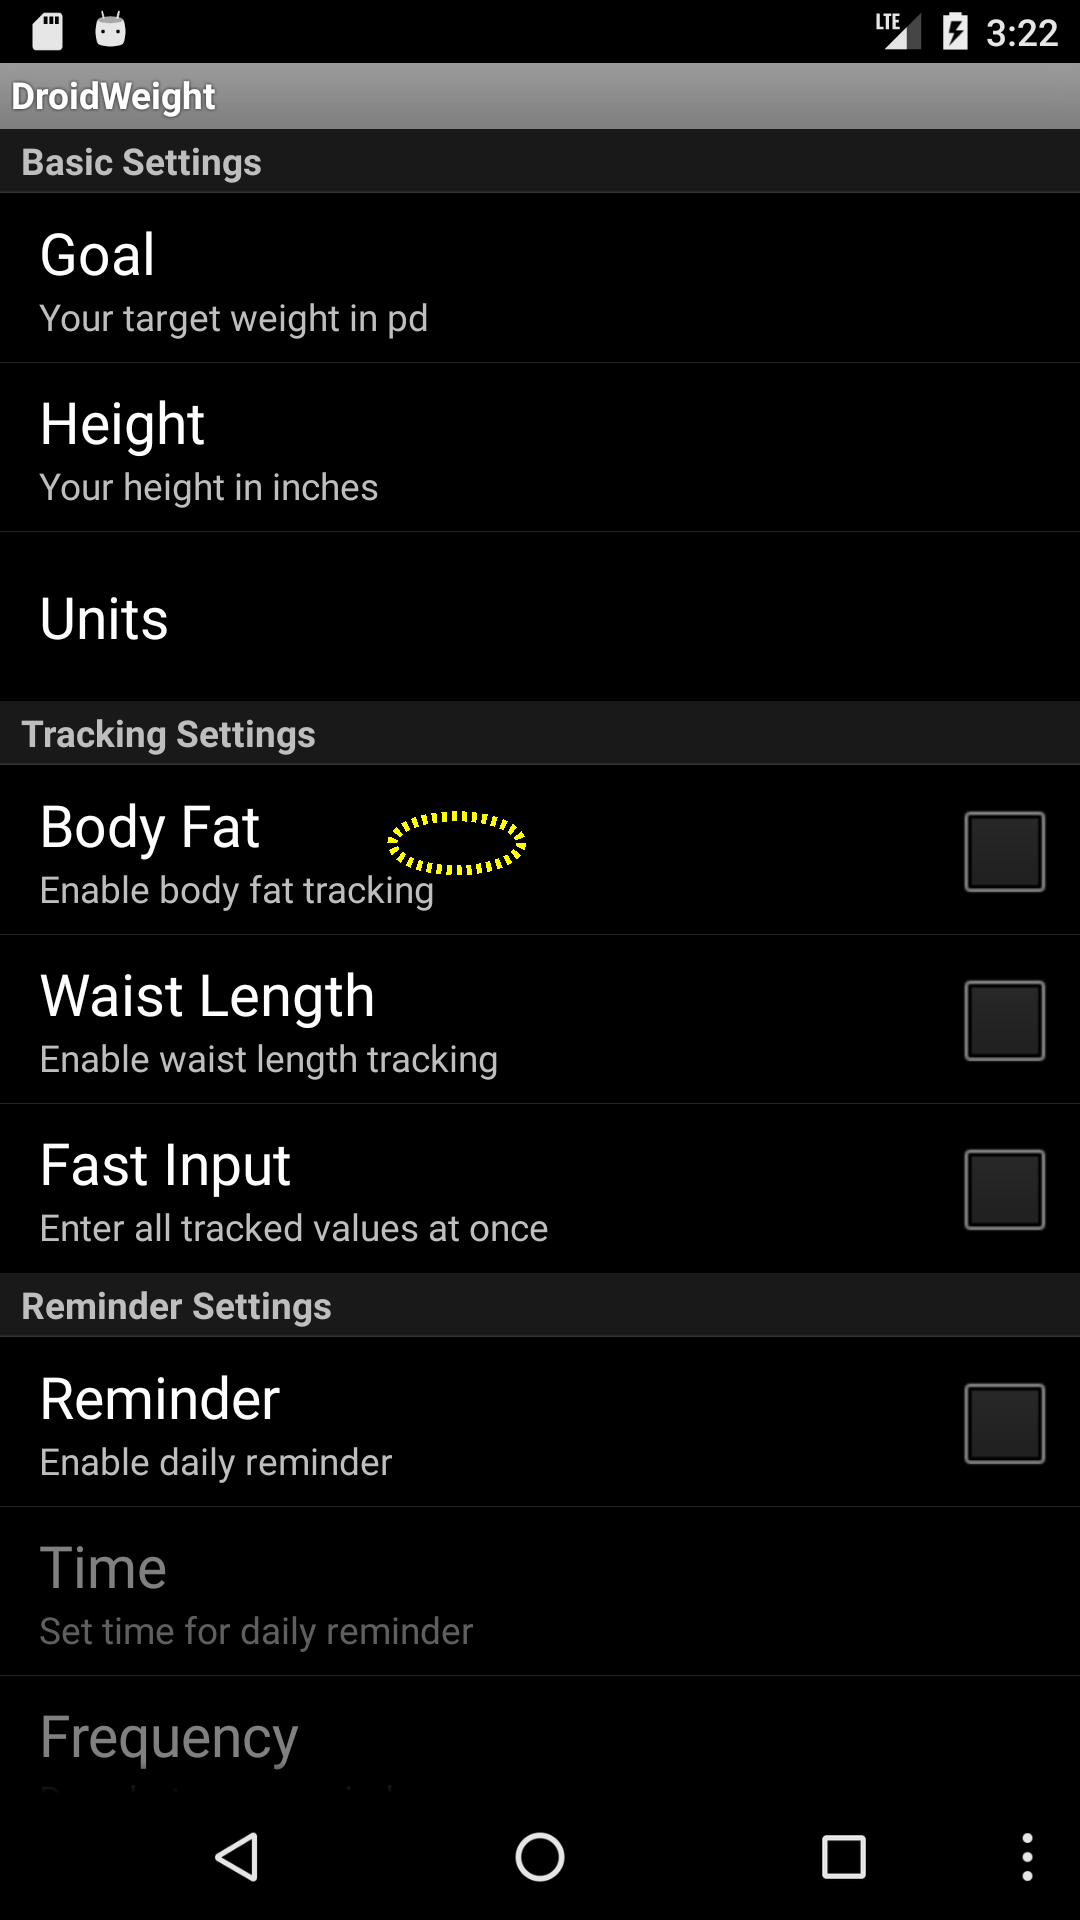 LTE 3:22
DroidWeight
Basic Settings
Goal
Your target weight in pd
Height
Your height in inches
Units
Tracking Settings
Body Fat
Enable body fat tracking
Waist Length
Enable waist length tracking
Fast Input
Enter all tracked values at once
Reminder Settings
Reminder
Enable daily reminder
Time
Set time for daily reminder
Frequency